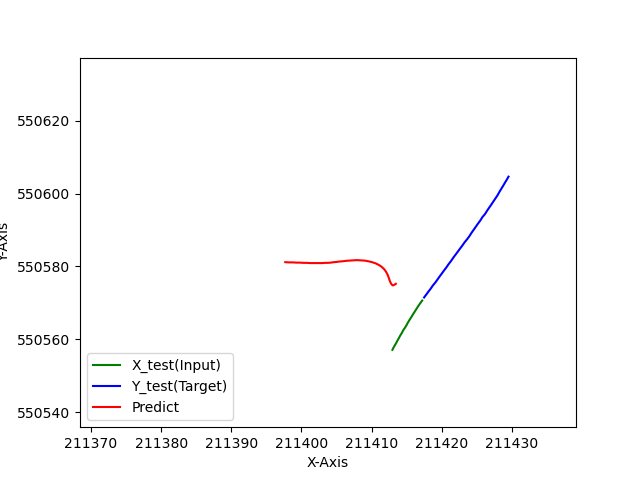 550620
550600
550580
550560
550540
Y-Axis
X_test(Input)
Y_test(Target)
Predict
211370 211380 211390 211400 211410 211420 211430
X-Axis